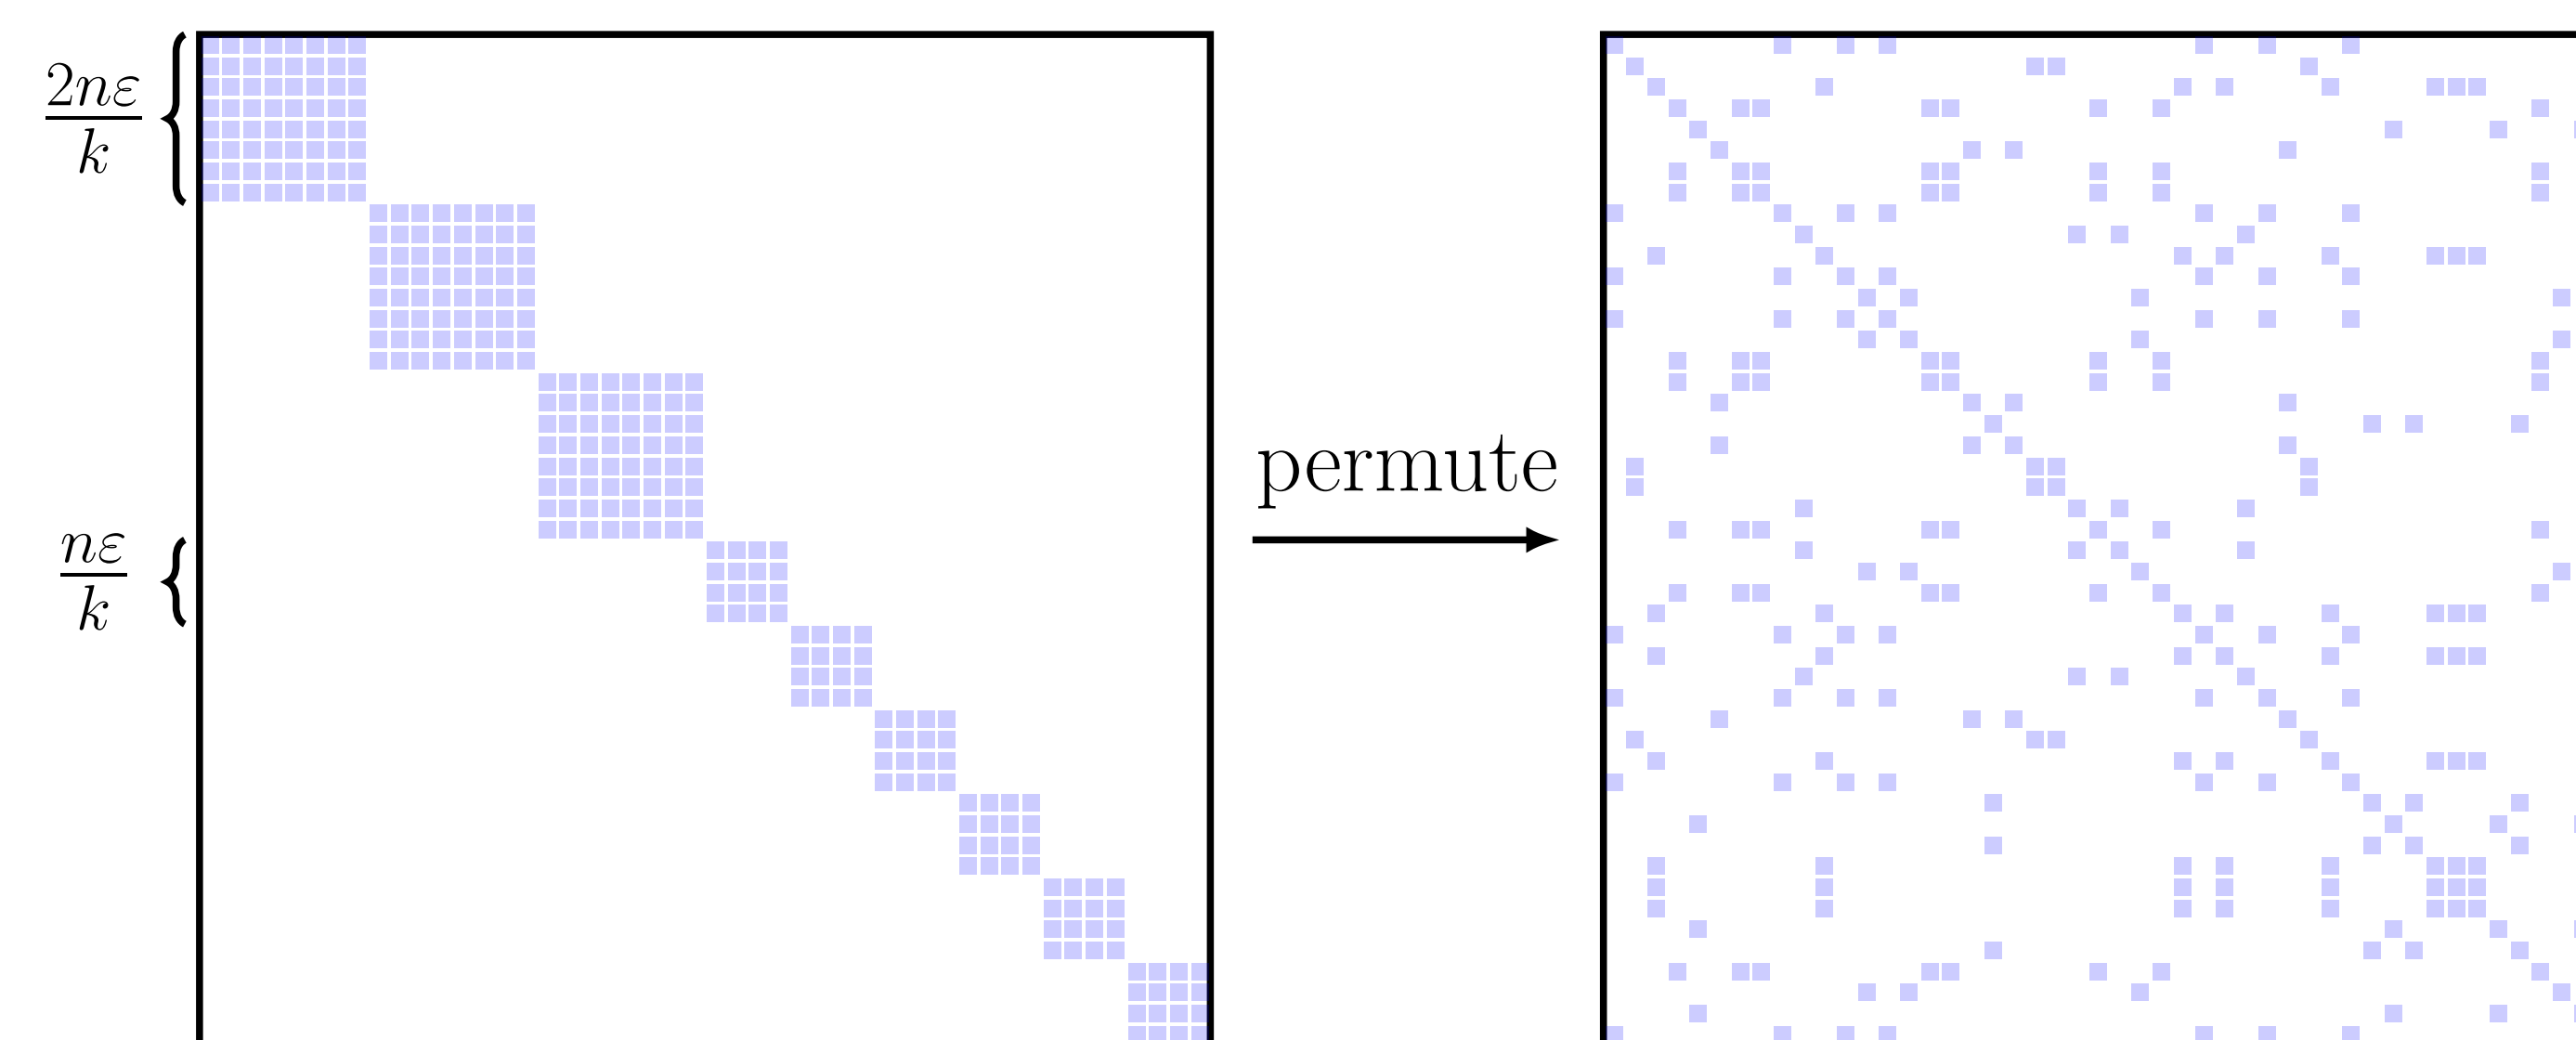 2nε
k
permute
nε
k